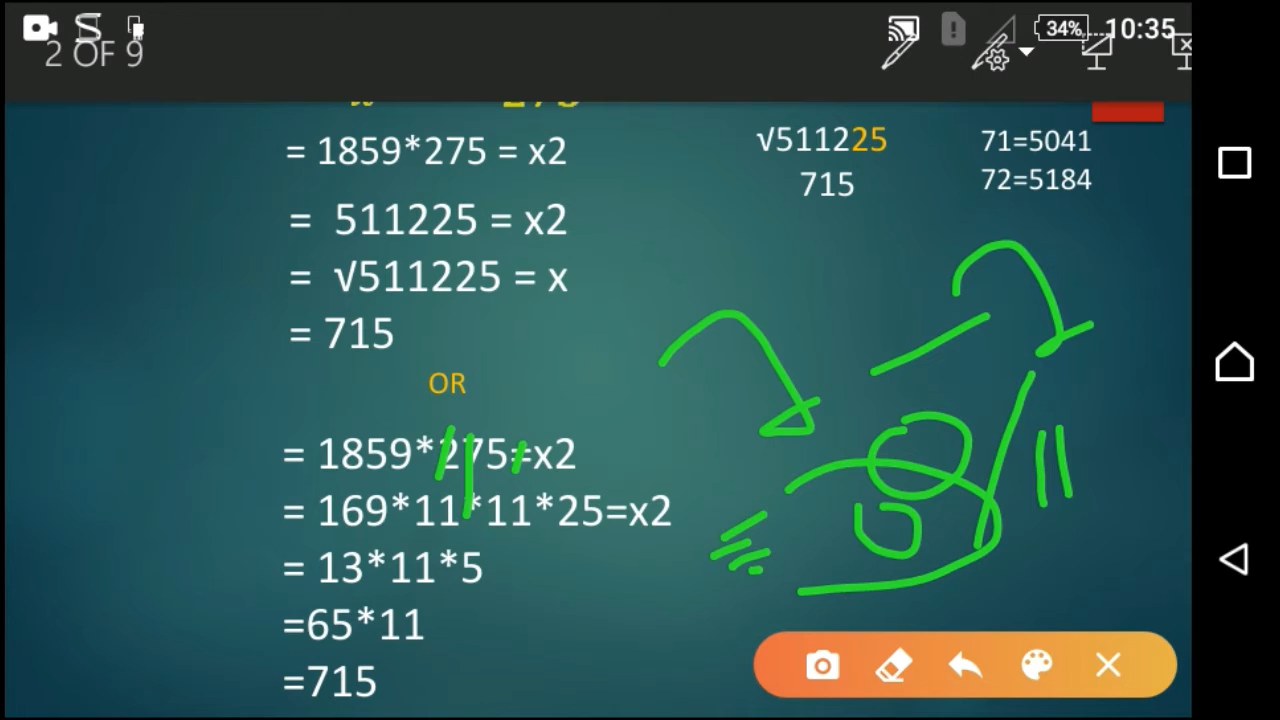 34% 10:35
2 OF 9
= 1859*275 = x2
= 511225 = x2
= √511225 = x
= 715
OR
= 1859*275=x2
= 169*11*11*25=x2
= 13*11*5
=65*11
=715
√511225
715
71=5041
72=5184